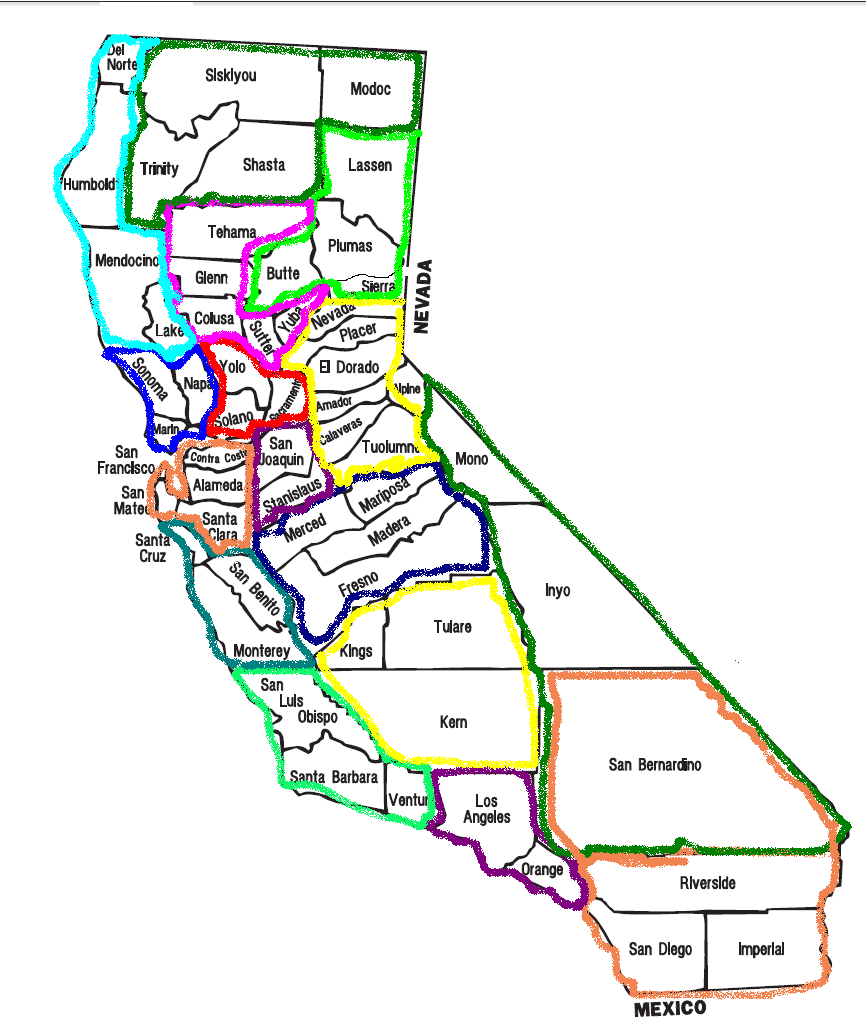 Del
Norte
Siskiyou
Modoc
Trinity
Shasta
Lassen
Humbold
Tehama
Plumas
Mendocino
Glenn
Butte
Sierra
NEVADA
Colusa
Lake
Sutter
Yuba
Nevada
Placer
Yolo
El Dorado
Sonoma
Napa
Sacramento
Alpine
Amador
Solano
Marin
Calaveras
Tuolumne
San
Francisco
Contra Costa
San
Joaquin
Mono
Alameda
Stanislaus
Mariposa
San
Mateo
Santa
Clara
Merced
Madera
Santa
Cruz
San Benito
Fresno
Inyo
Monterey
Kings
Tulare
San
Luis
Obispo
Kern
San Bernardino
Santa Barbara
Ventur
Los
Angeles
Orange
Riverside
San Diego
Imperial
MEXICO